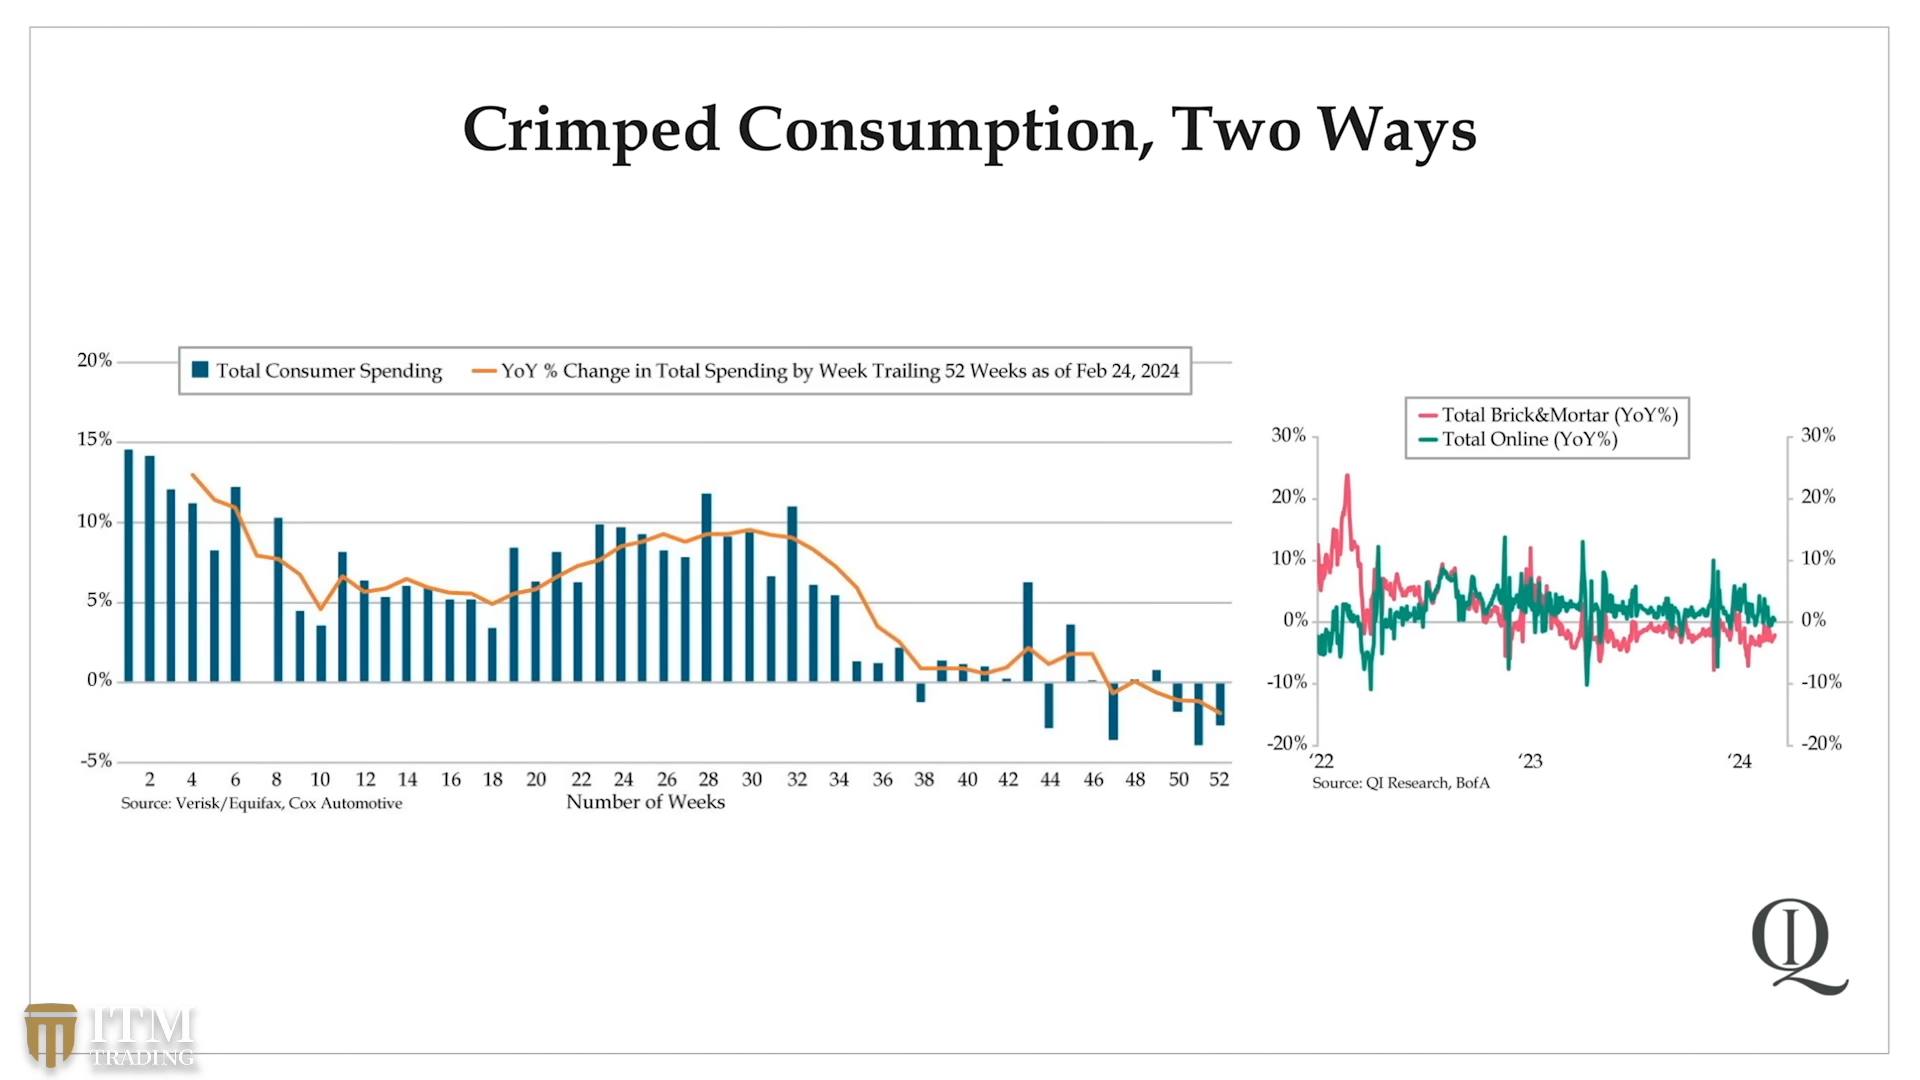 Crimped Consumption, Two Ways
Total Consumer Spending
YoY % Change in Total Spending by Week Trailing 52 Weeks as of Feb 24, 2024
20%
15%
10%
5%
0%
-5%
2 4 6 8 10 12 14 16 18 20 22 24 26 28 30 32 34 36 38 40 42 44 46 48 50 52
Source: Verisk/Equifax, Cox Automotive
Number of Weeks
Total Brick&Mortar (YoY%)
Total Online (YoY%)
30% 30%
20% 20%
10% 10%
0% 0%
-10% -10%
-20% -20%
‘22 ‘23 ‘24
Source: QI Research, BofA
QI
ITM
TRADING